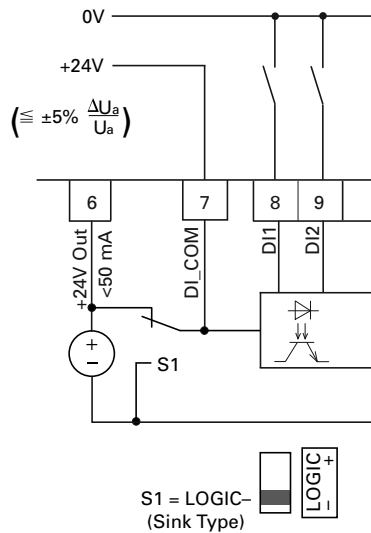 0V
+24V
(≦ ±5% ΔUa
Ua )
6
7
8
9
+24V Out
<50 mA
DI_COM
DI1
DI2
+
–
S1
S1 = LOGIC–
(Sink Type)
LOGIC
– +